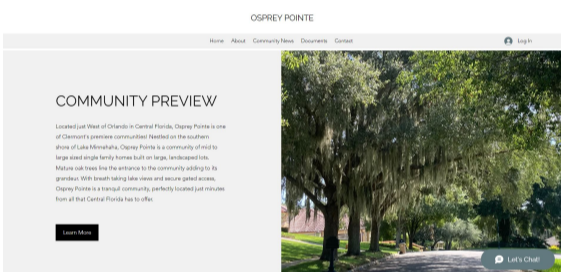 OSPREY POINTE
Home About Community News Documents Contact
Log In
COMMUNITY PREVIEW
Located just West of Orlando in Central Florida, Osprey Pointe is one
of Clermont's premiere communities! Nestled on the southern
shore of Lake Minnehaha, Osprey Pointe is a community of mid to
large sized single family homes built on large, landscaped lots.
Mature oak trees line the entrance to the community adding to its
grandeur. With breath taking lake views and secure gated access,
Osprey Pointe is a tranquil community, perfectly located just minutes
from all that Central Florida has to offer.
Learn More
Let's Chat!